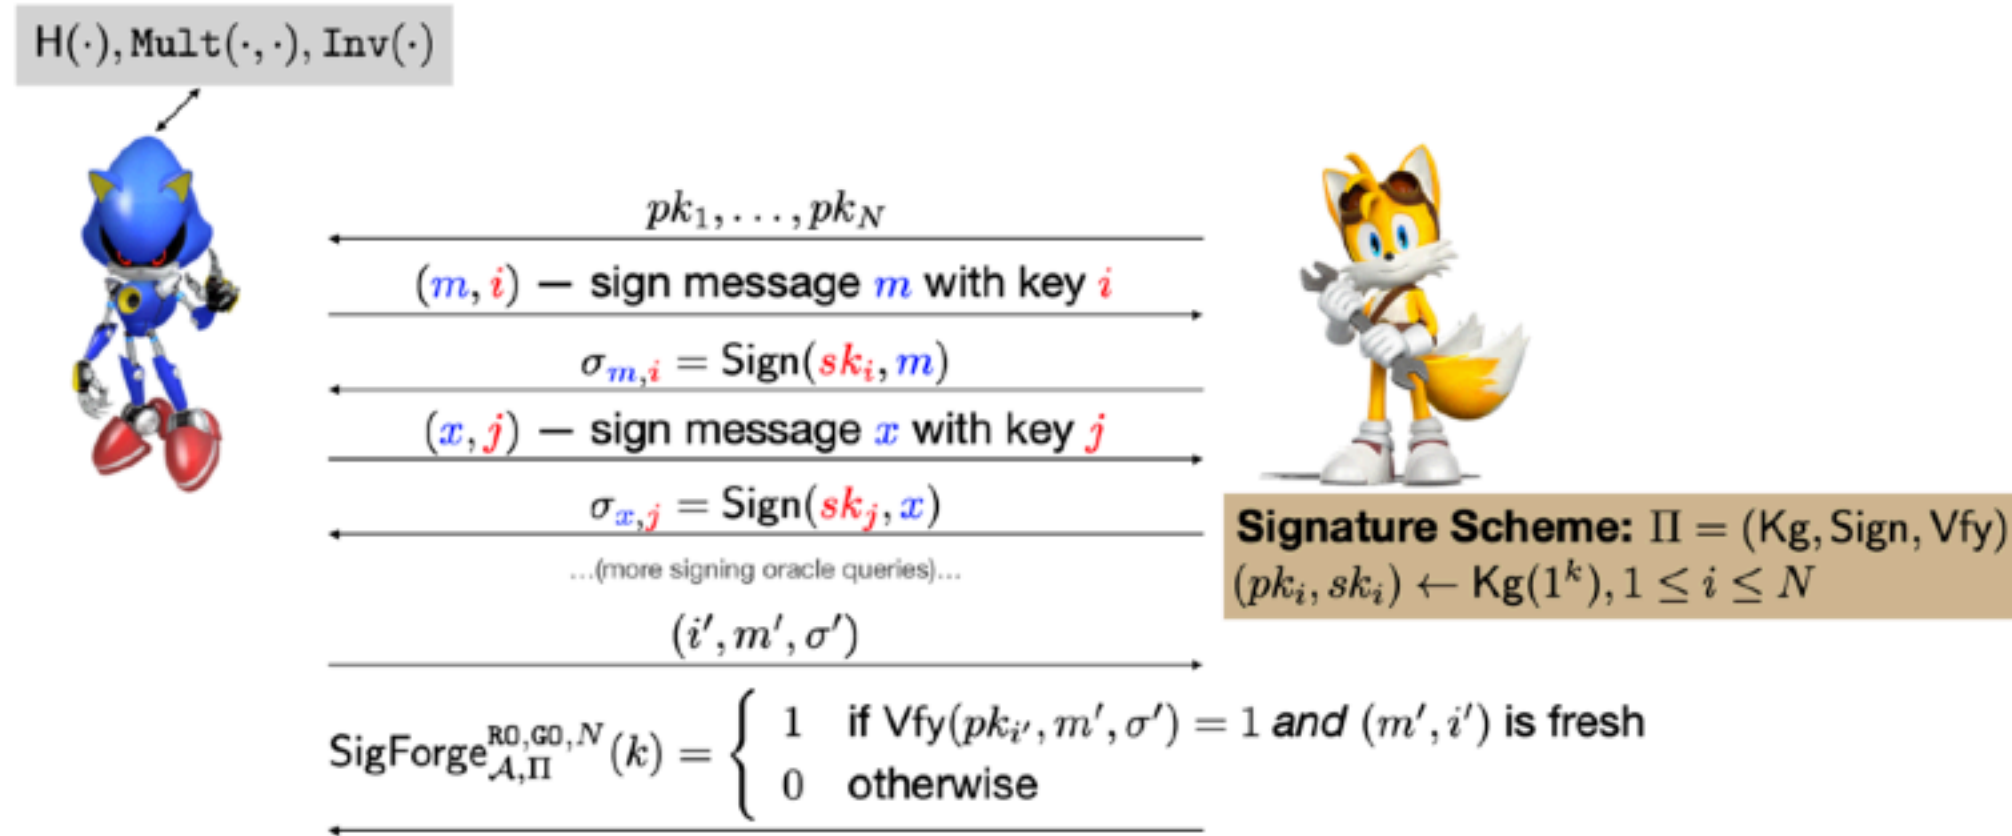 H(·), Mult(·, ·), Inv(·)
pk₁, . . . , pk_N
(m, i) — sign message m with key i
σ_{m,i} = Sign(sk_i, m)
(x, j) — sign message x with key j
σ_{x,j} = Sign(sk_j, x)
...(more signing oracle queries)...
Signature Scheme: Π = (Kg, Sign, Vfy)
(pk_i, sk_i) ← Kg(1^k), 1 ≤ i ≤ N
(i′, m′, σ′)
SigForge^{RO,GO,N}_{𝒜,Π}(k) = { 1 if Vfy(pk_{i′}, m′, σ′) = 1 and (m′, i′) is fresh
0 otherwise